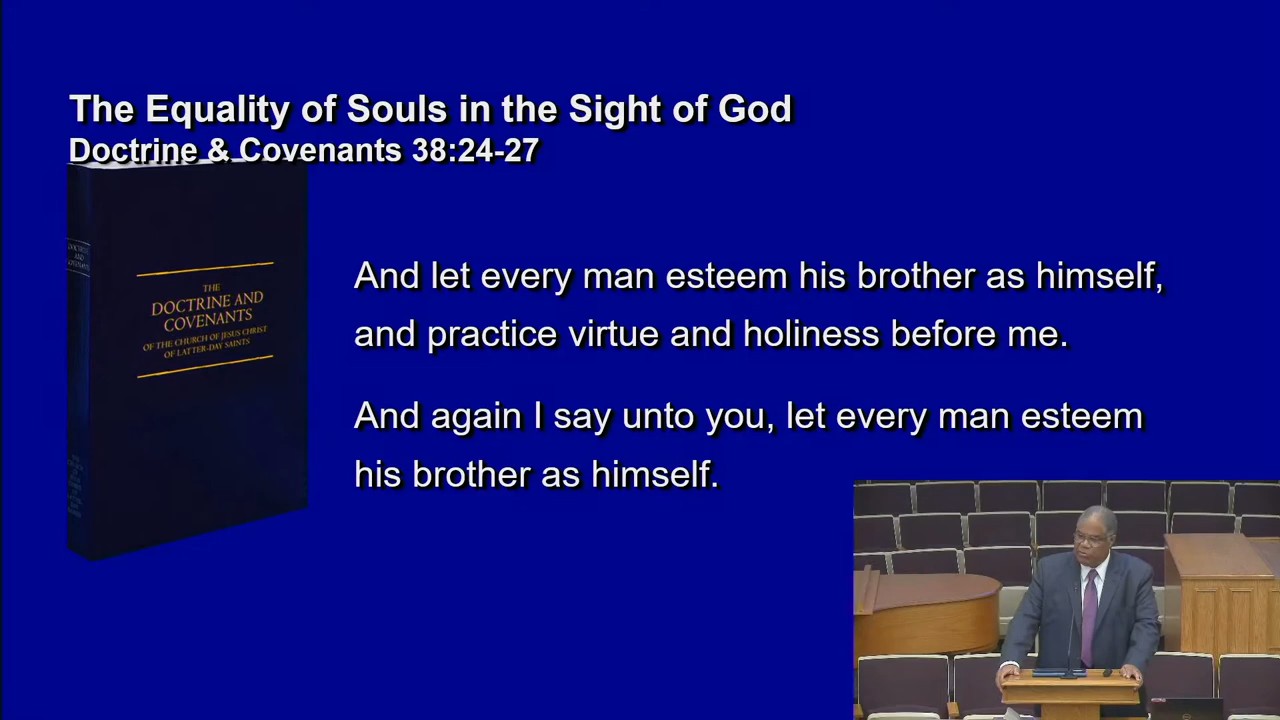 The Equality of Souls in the Sight of God
Doctrine & Covenants 38:24-27
DOCTRINE
AND
COVENANTS
THE
DOCTRINE AND
COVENANTS
OF THE CHURCH OF JESUS CHRIST
OF LATTER-DAY SAINTS
And let every man esteem his brother as himself,
and practice virtue and holiness before me.
And again I say unto you, let every man esteem
his brother as himself.